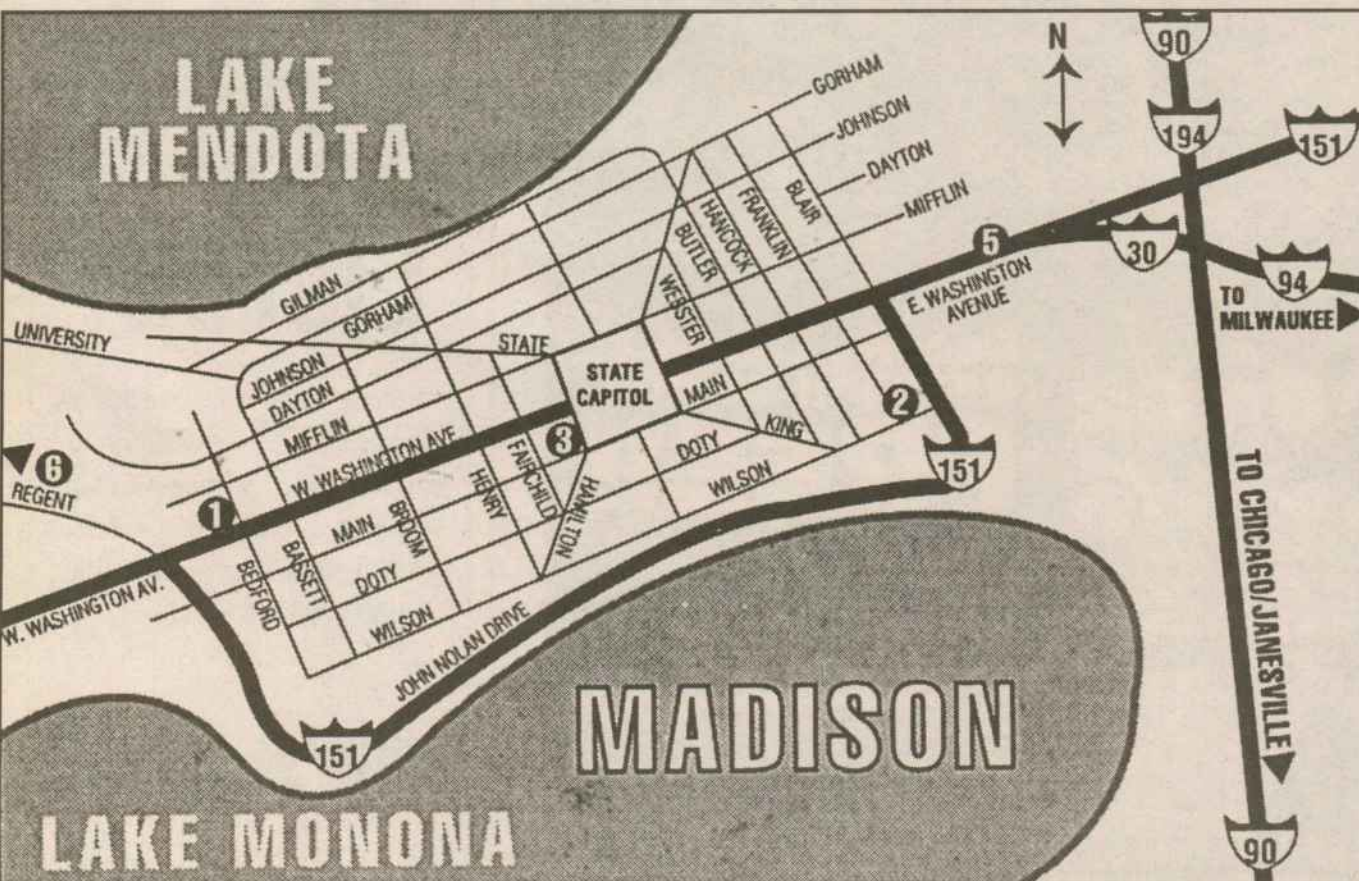 LAKE
MENDOTA
N
90
194
151
GORHAM
JOHNSON
DAYTON
MIFFLIN
BLAIR
FRANKLIN
HANCOCK
BUTLER
WEBSTER
5
30
94
TO
MILWAUKEE
E. WASHINGTON
AVENUE
GILMAN
GORHAM
UNIVERSITY
STATE
JOHNSON
DAYTON
MIFFLIN
STATE
CAPITOL
MAIN
KING
2
6
REGENT
W. WASHINGTON AVE
3
FAIRCHILD
HENRY
HAMILTON
DOTY
WILSON
151
1
MAIN
BROOM
BASSETT
BEDFORD
DOTY
WILSON
W. WASHINGTON AV.
JOHN NOLAN DRIVE
TO CHICAGO/JANESVILLE
151
MADISON
LAKE MONONA
90